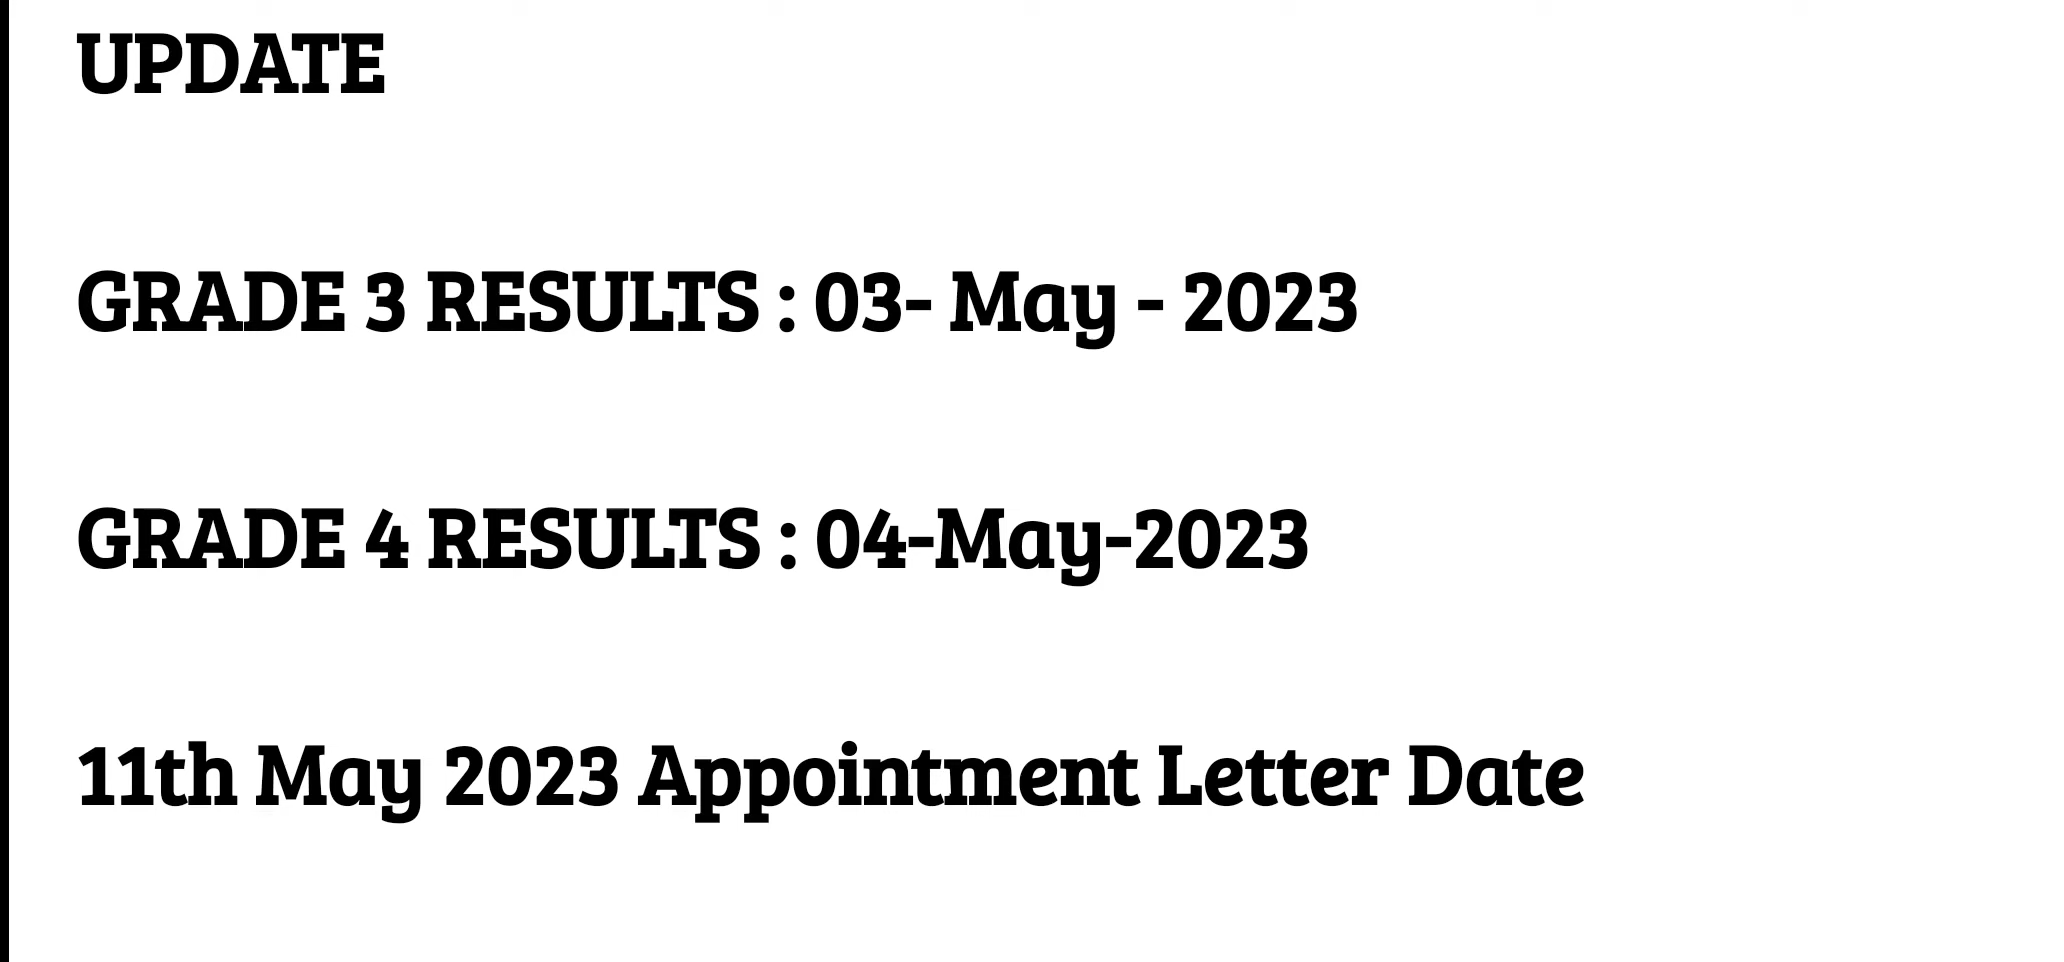 UPDATE
GRADE 3 RESULTS : 03- May - 2023
GRADE 4 RESULTS : 04-May-2023
11th May 2023 Appointment Letter Date